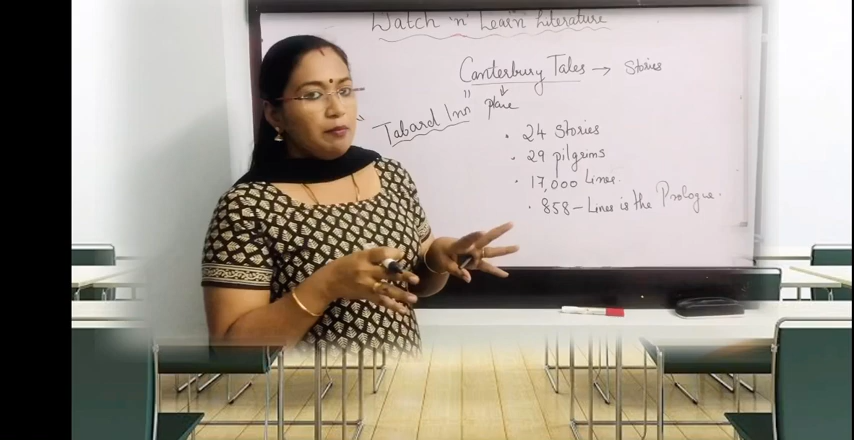 Watch 'n' Learn Literature
Canterbury Tales → Stories
" ↓
Tabard Inn place
• 24 Stories
• 29 pilgrims
• 17,000 Lines.
• 858 – Lines is the Prologue.